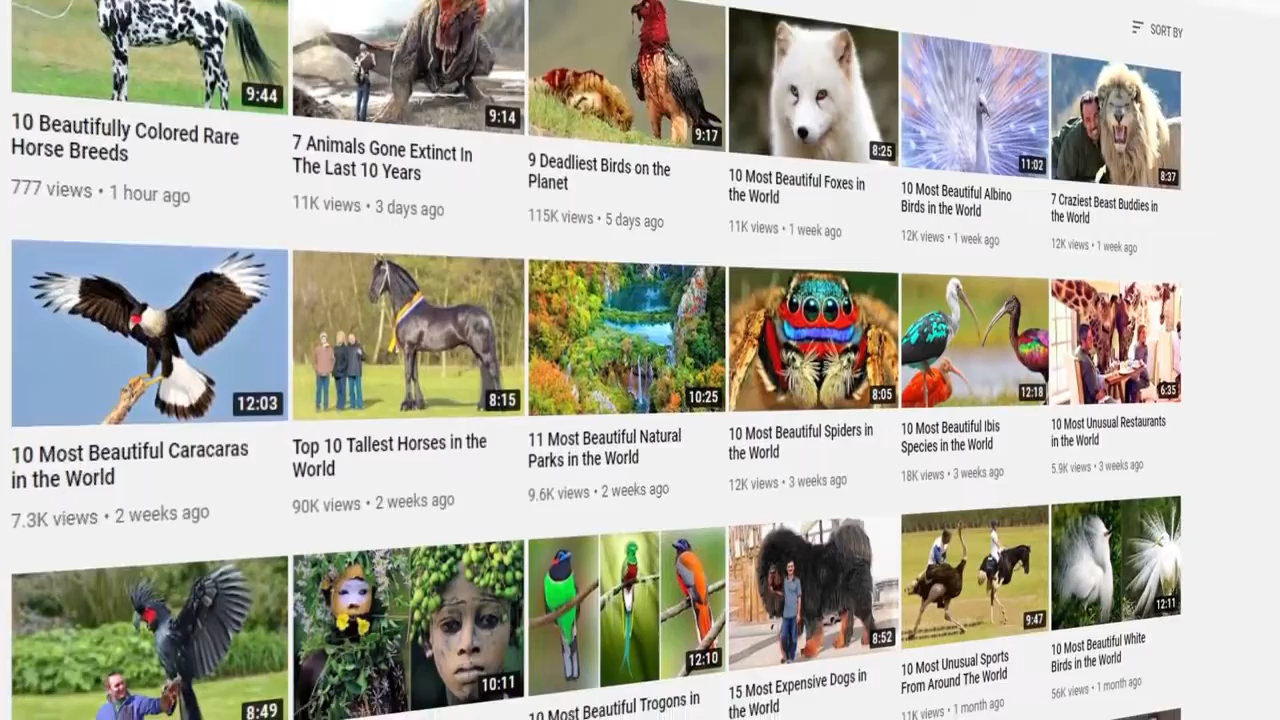 SORT BY
9:44
9:14
9:17
8:25
11:02
8:37
10 Beautifully Colored Rare
Horse Breeds
777 views • 1 hour ago
7 Animals Gone Extinct In
The Last 10 Years
11K views • 3 days ago
9 Deadliest Birds on the
Planet
115K views • 5 days ago
10 Most Beautiful Foxes in
the World
11K views • 1 week ago
10 Most Beautiful Albino
Birds in the World
12K views • 1 week ago
7 Craziest Beast Buddies in
the World
12K views • 1 week ago
12:03
8:15
10:25
8:05
12:18
6:35
10 Most Beautiful Caracaras
in the World
7.3K views • 2 weeks ago
Top 10 Tallest Horses in the
World
90K views • 2 weeks ago
11 Most Beautiful Natural
Parks in the World
9.6K views • 2 weeks ago
10 Most Beautiful Spiders in
the World
12K views • 3 weeks ago
10 Most Beautiful Ibis
Species in the World
18K views • 3 weeks ago
10 Most Unusual Restaurants
in the World
5.9K views • 3 weeks ago
8:49
10:11
12:10
8:52
9:47
12:11
10 Most Beautiful Trogons in
15 Most Expensive Dogs in
the World
10 Most Unusual Sports
From Around The World
11K views • 1 month ago
10 Most Beautiful White
Birds in the World
56K views • 1 month ago